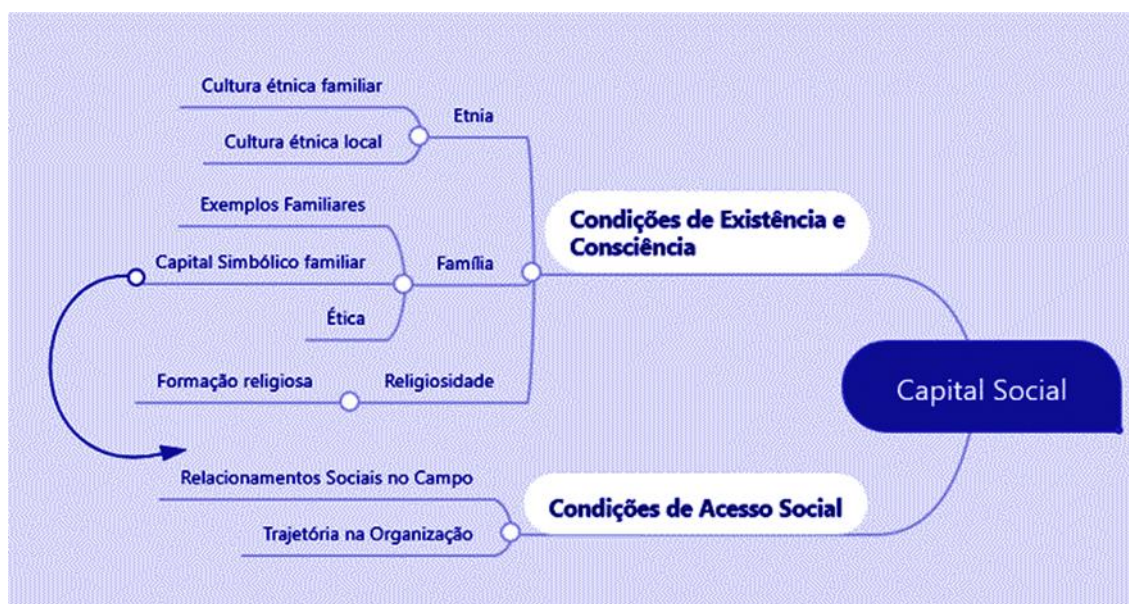 Cultura étnica familiar
Etnia
Cultura étnica local
Exemplos Familiares
Condições de Existência e
Consciência
Capital Simbólico familiar
Família
Ética
Formação religiosa
Religiosidade
Capital Social
Relacionamentos Sociais no Campo
Condições de Acesso Social
Trajetória na Organização